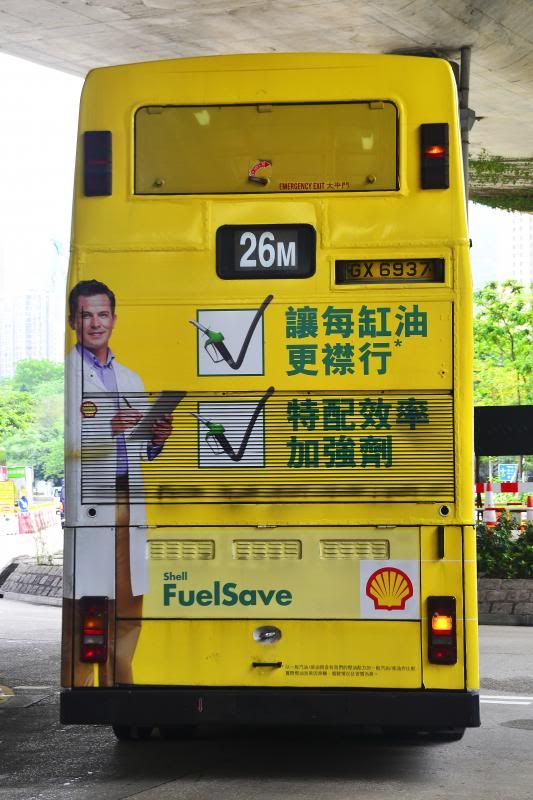 EMERGENCY EXIT 太平門
26M
GX 6937
讓每缸油
更襟行*
特配效率
加強劑
Shell
FuelSave